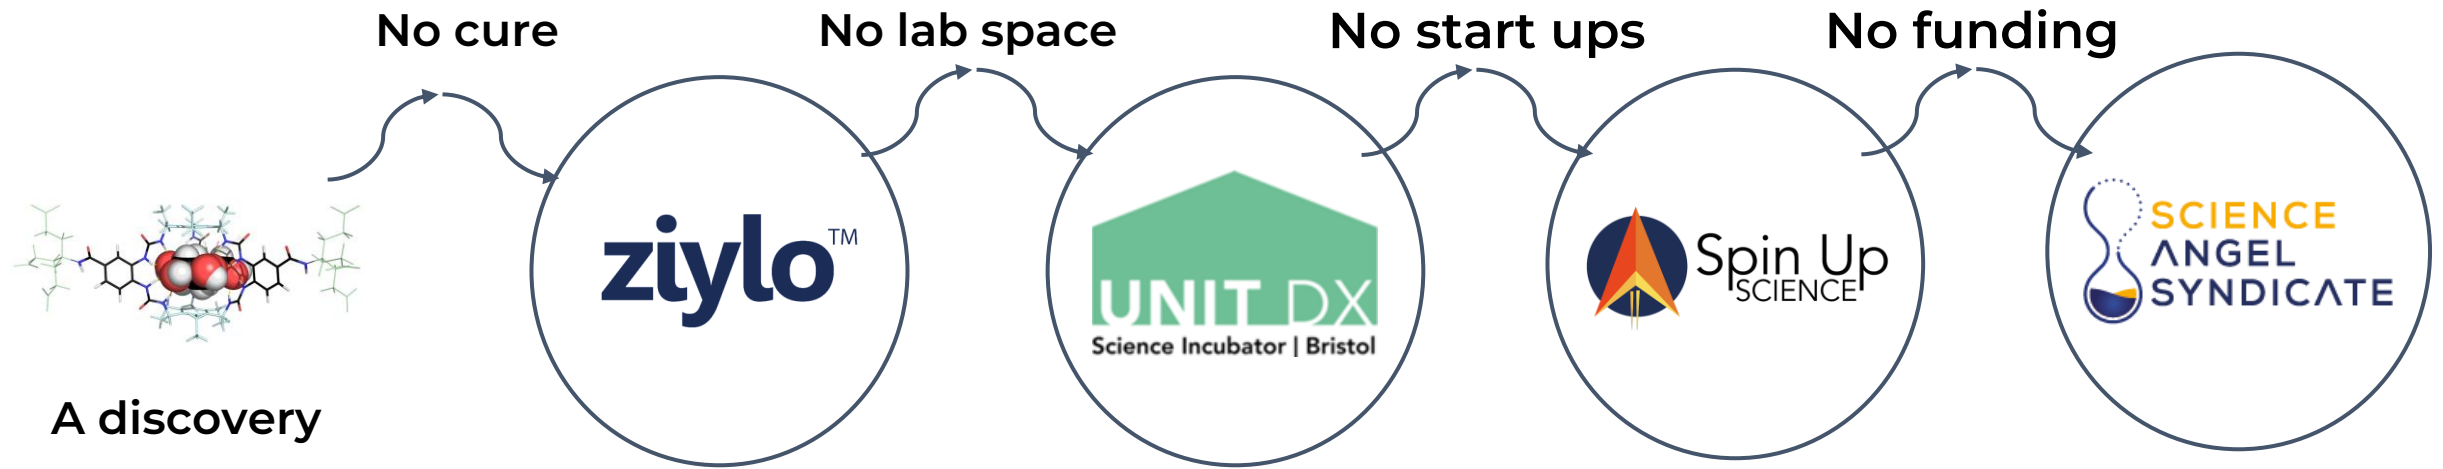 No cure
No lab space
No start ups
No funding
A discovery
ziylo™
UNIT DX
Science Incubator | Bristol
Spin Up
SCIENCE
SCIENCE
ANGEL
SYNDICATE